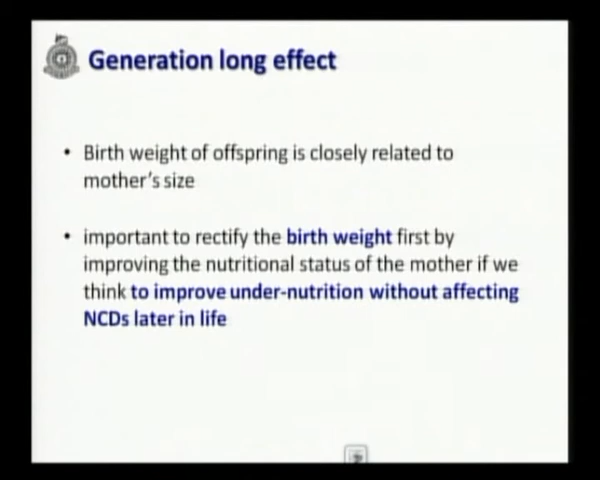 Generation long effect
• Birth weight of offspring is closely related to
mother's size
• important to rectify the birth weight first by
improving the nutritional status of the mother if we
think to improve under-nutrition without affecting
NCDs later in life